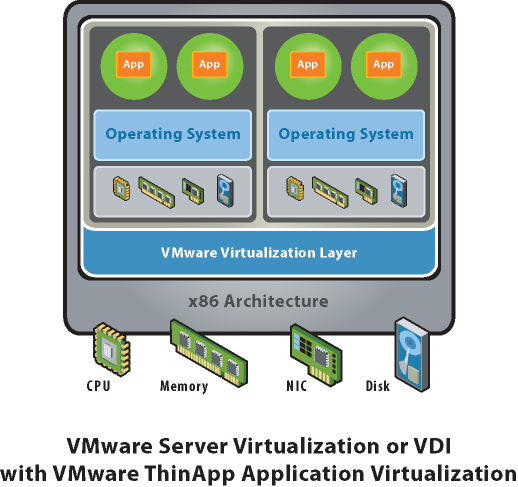 App App App App
Operating System Operating System
VMware Virtualization Layer
x86 Architecture
CPU Memory NIC Disk
VMware Server Virtualization or VDI
with VMware ThinApp Application Virtualization